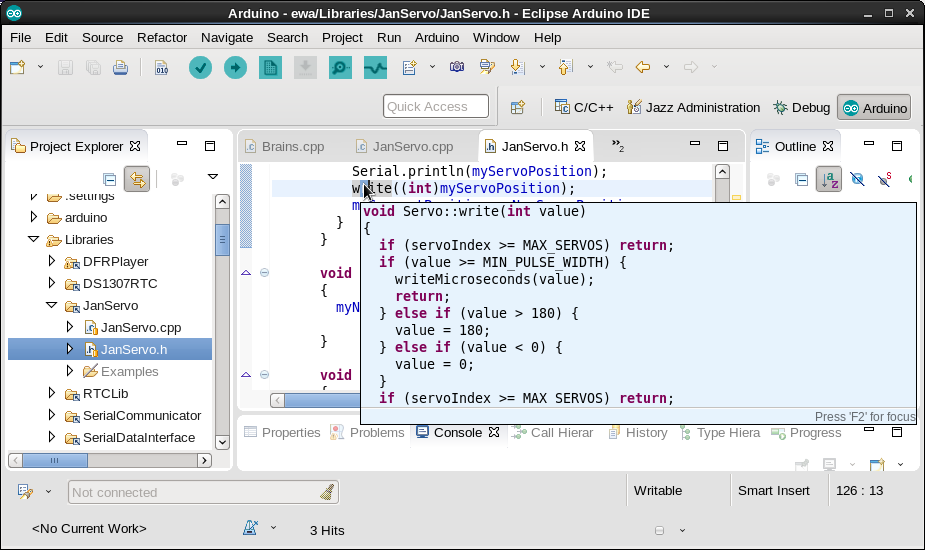 Arduino - ewa/Libraries/JanServo/JanServo.h - Eclipse Arduino IDE
File Edit Source Refactor Navigate Search Project Run Arduino Window Help
010
Quick Access
C/C++ Jazz Administration Debug Arduino
Project Explorer
Brains.cpp JanServo.cpp JanServo.h »2
Outline
.settings
arduino
Libraries
DFRPlayer
DS1307RTC
JanServo
JanServo.cpp
JanServo.h
Examples
RTCLib
SerialCommunicator
SerialDataInterface
Serial.println(myServoPosition);
write((int)myServoPosition);
}
}
void
{
myN
}
void
void Servo::write(int value)
{
if (servoIndex >= MAX_SERVOS) return;
if (value >= MIN_PULSE_WIDTH) {
writeMicroseconds(value);
return;
} else if (value > 180) {
value = 180;
} else if (value < 0) {
value = 0;
}
if (servoIndex >= MAX SERVOS) return;
Press 'F2' for focus
Properties Problems Console Call Hierar History Type Hiera Progress
Not connected
Writable Smart Insert 126 : 13
<No Current Work> 3 Hits